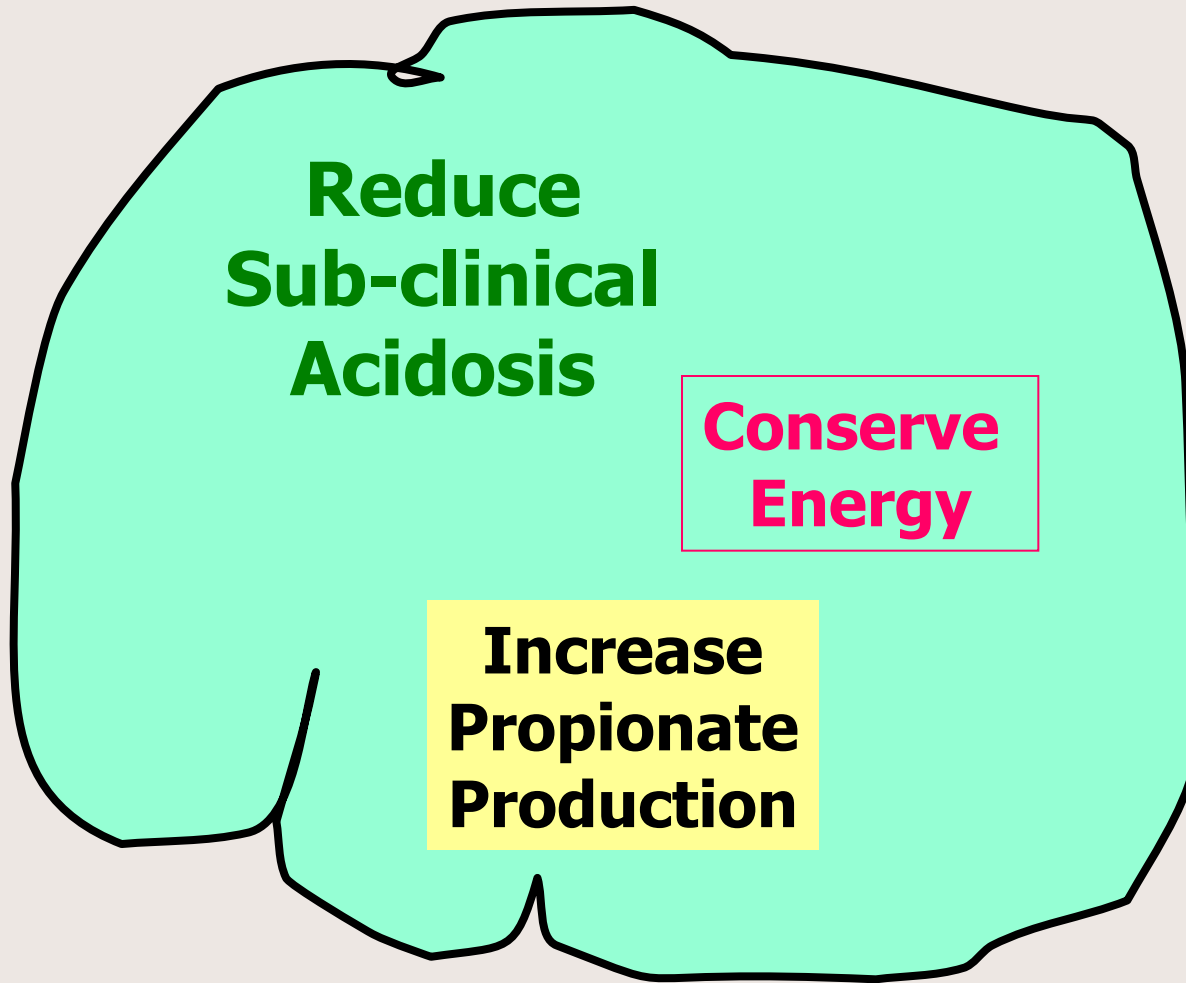 Reduce
Sub-clinical
Acidosis
Conserve
Energy
Increase
Propionate
Production